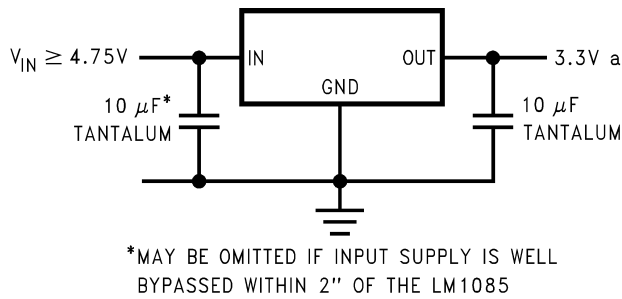 V_IN ≥ 4.75V
IN
OUT
3.3V a
GND
10 μF*
TANTALUM
10 μF
TANTALUM
*MAY BE OMITTED IF INPUT SUPPLY IS WELL
BYPASSED WITHIN 2" OF THE LM1085